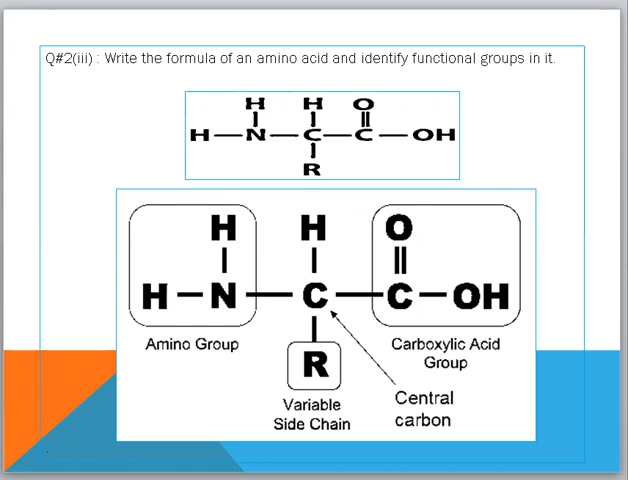 Q#2(iii) : Write the formula of an amino acid and identify functional groups in it.
H H O
H — N — C — C — OH
R
H H O
H — N — C — C — OH
Amino Group
Carboxylic Acid
Group
R
Central
carbon
Variable
Side Chain